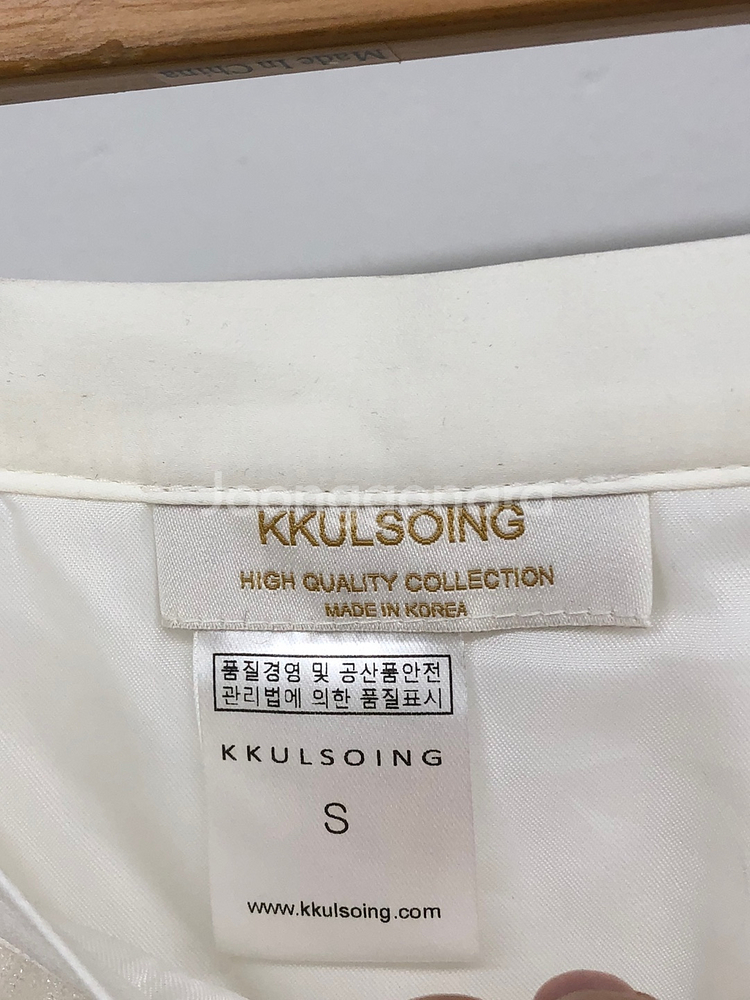 Made In China
Joonggonara
KKULSOING
HIGH QUALITY COLLECTION
MADE IN KOREA
품질경영 및 공산품안전
관리법에 의한 품질표시
KKULSOING
S
www.kkulsoing.com